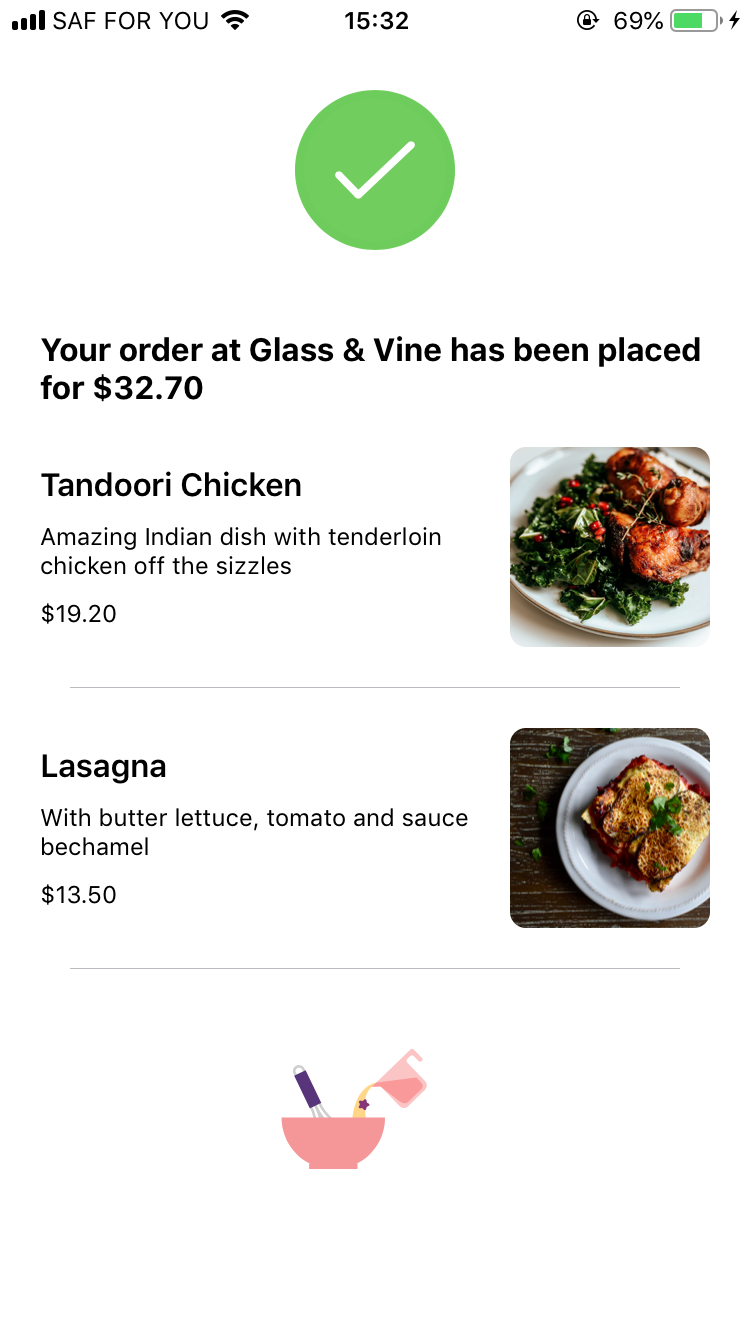 SAF FOR YOU 15:32 69%
Your order at Glass & Vine has been placed
for $32.70
Tandoori Chicken
Amazing Indian dish with tenderloin
chicken off the sizzles
$19.20
Lasagna
With butter lettuce, tomato and sauce
bechamel
$13.50